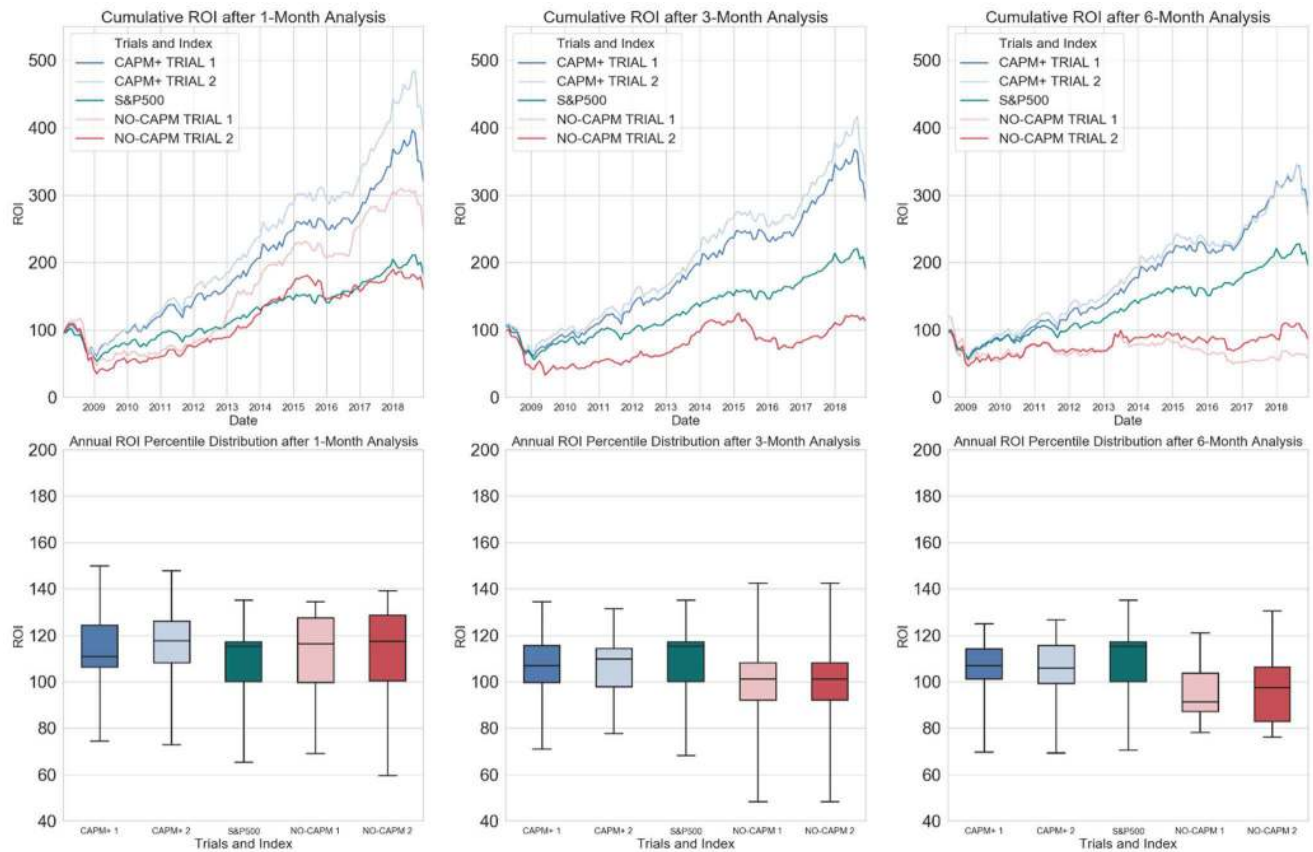 Cumulative ROI after 1-Month Analysis
Trials and Index
CAPM+ TRIAL 1
CAPM+ TRIAL 2
S&P500
NO-CAPM TRIAL 1
NO-CAPM TRIAL 2
500
400
300
200
100
0
ROI
2009 2010 2011 2012 2013 2014 2015 2016 2017 2018
Date
Cumulative ROI after 3-Month Analysis
Trials and Index
CAPM+ TRIAL 1
CAPM+ TRIAL 2
S&P500
NO-CAPM TRIAL 1
NO-CAPM TRIAL 2
500
400
300
200
100
0
ROI
2009 2010 2011 2012 2013 2014 2015 2016 2017 2018
Date
Cumulative ROI after 6-Month Analysis
Trials and Index
CAPM+ TRIAL 1
CAPM+ TRIAL 2
S&P500
NO-CAPM TRIAL 1
NO-CAPM TRIAL 2
500
400
300
200
100
0
ROI
2009 2010 2011 2012 2013 2014 2015 2016 2017 2018
Date
Annual ROI Percentile Distribution after 1-Month Analysis
200
180
160
140
120
100
80
60
40
ROI
CAPM+ 1 CAPM+ 2 S&P500 NO-CAPM 1 NO-CAPM 2
Trials and Index
Annual ROI Percentile Distribution after 3-Month Analysis
200
180
160
140
120
100
80
60
40
ROI
CAPM+ 1 CAPM+ 2 S&P500 NO-CAPM 1 NO-CAPM 2
Trials and Index
Annual ROI Percentile Distribution after 6-Month Analysis
200
180
160
140
120
100
80
60
40
ROI
CAPM+ 1 CAPM+ 2 S&P500 NO-CAPM 1 NO-CAPM 2
Trials and Index